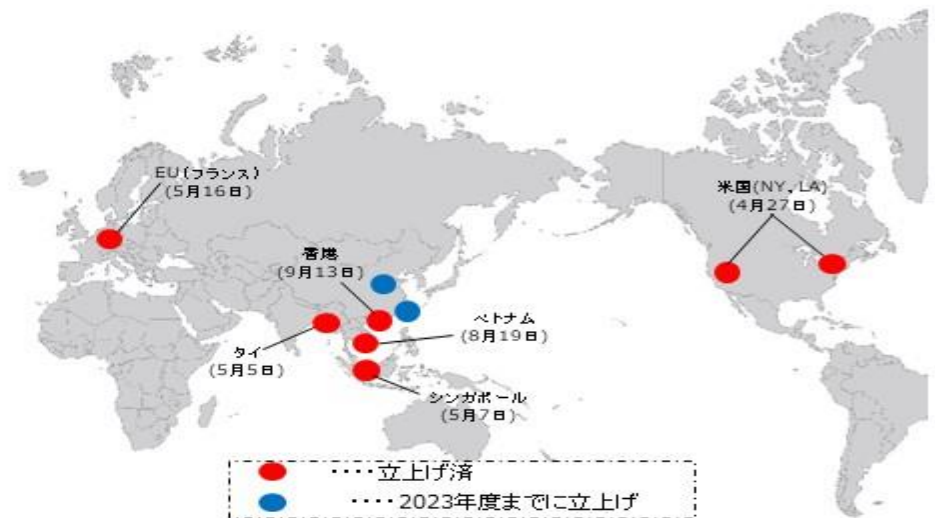 EU(フランス)
(5月16日)
米国(NY、LA)
(4月27日)
香港
(9月13日)
ベトナム
(8月19日)
タイ
(5月5日)
シンガポール
(5月7日)
････立上げ済
････2023年度までに立上げ